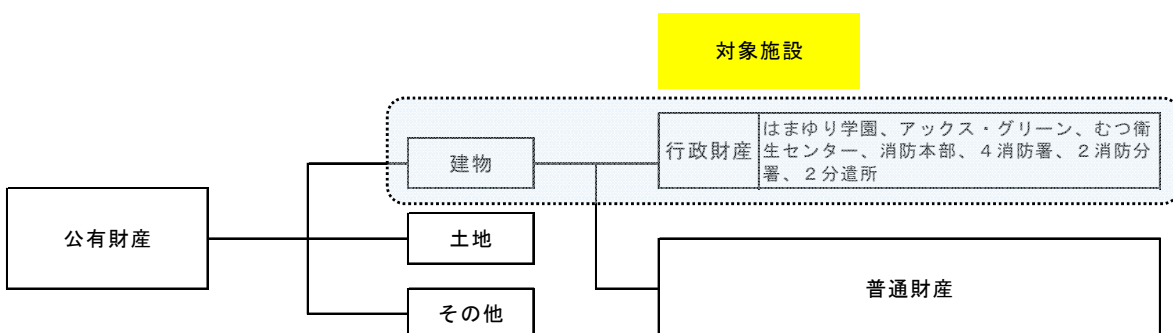 対象施設
建物
行政財産
はまゆり学園、アックス・グリーン、むつ衛
生センター、消防本部、４消防署、２消防分
署、２分遣所
公有財産
土地
普通財産
その他